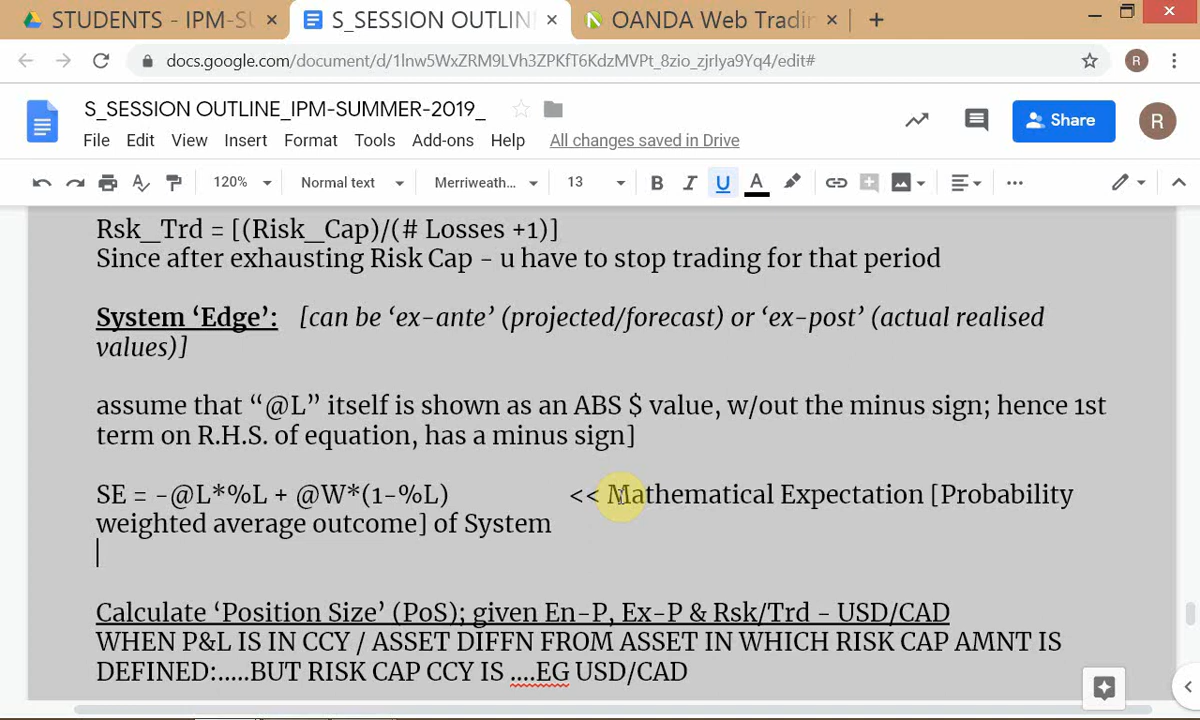 STUDENTS - IPM-SU
S_SESSION OUTLIN
OANDA Web Tradin
docs.google.com/document/d/1lnw5WxZRM9LVh3ZPKfT6KdzMVPt_8zio_zjrIya9Yq4/edit#
R
S_SESSION OUTLINE_IPM-SUMMER-2019_
File Edit View Insert Format Tools Add-ons Help All changes saved in Drive
Share
R
120% Normal text Merriweath... 13 B I U A
Rsk_Trd = [(Risk_Cap)/(# Losses +1)]
Since after exhausting Risk Cap - u have to stop trading for that period
System ‘Edge’: [can be ‘ex-ante’ (projected/forecast) or ‘ex-post’ (actual realised
values)]
assume that “@L” itself is shown as an ABS $ value, w/out the minus sign; hence 1st
term on R.H.S. of equation, has a minus sign]
SE = -@L*%L + @W*(1-%L) << Mathematical Expectation [Probability
weighted average outcome] of System
Calculate ‘Position Size’ (PoS); given En-P, Ex-P & Rsk/Trd - USD/CAD
WHEN P&L IS IN CCY / ASSET DIFFN FROM ASSET IN WHICH RISK CAP AMNT IS
DEFINED:.....BUT RISK CAP CCY IS ....EG USD/CAD